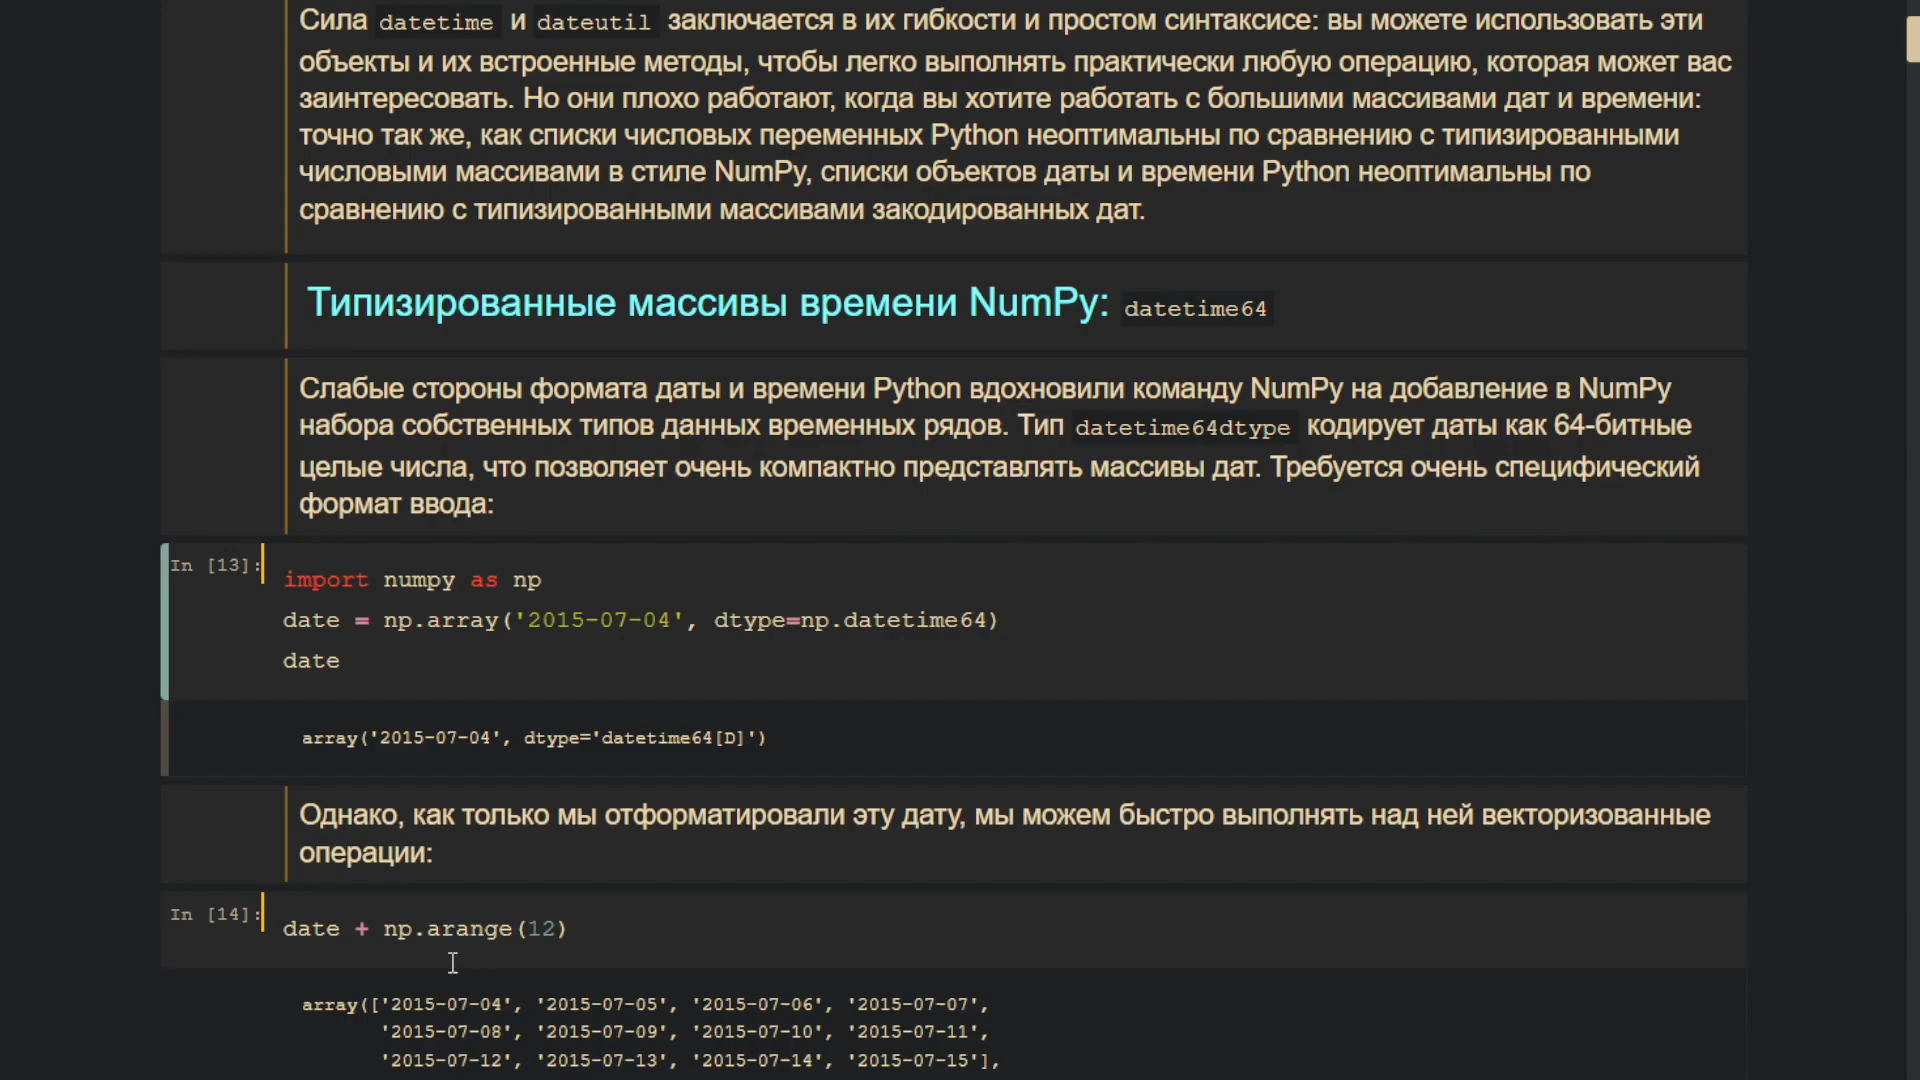 Сила datetime и dateutil заключается в их гибкости и простом синтаксисе: вы можете использовать эти
объекты и их встроенные методы, чтобы легко выполнять практически любую операцию, которая может вас
заинтересовать. Но они плохо работают, когда вы хотите работать с большими массивами дат и времени:
точно так же, как списки числовых переменных Python неоптимальны по сравнению с типизированными
числовыми массивами в стиле NumPy, списки объектов даты и времени Python неоптимальны по
сравнению с типизированными массивами закодированных дат.
Типизированные массивы времени NumPy: datetime64
Слабые стороны формата даты и времени Python вдохновили команду NumPy на добавление в NumPy
набора собственных типов данных временных рядов. Тип datetime64dtype кодирует даты как 64-битные
целые числа, что позволяет очень компактно представлять массивы дат. Требуется очень специфический
формат ввода:
In [13]:
import numpy as np
date = np.array('2015-07-04', dtype=np.datetime64)
date
array('2015-07-04', dtype='datetime64[D]')
Однако, как только мы отформатировали эту дату, мы можем быстро выполнять над ней векторизованные
операции:
In [14]:
date + np.arange(12)
array(['2015-07-04', '2015-07-05', '2015-07-06', '2015-07-07',
'2015-07-08', '2015-07-09', '2015-07-10', '2015-07-11',
'2015-07-12', '2015-07-13', '2015-07-14', '2015-07-15'],